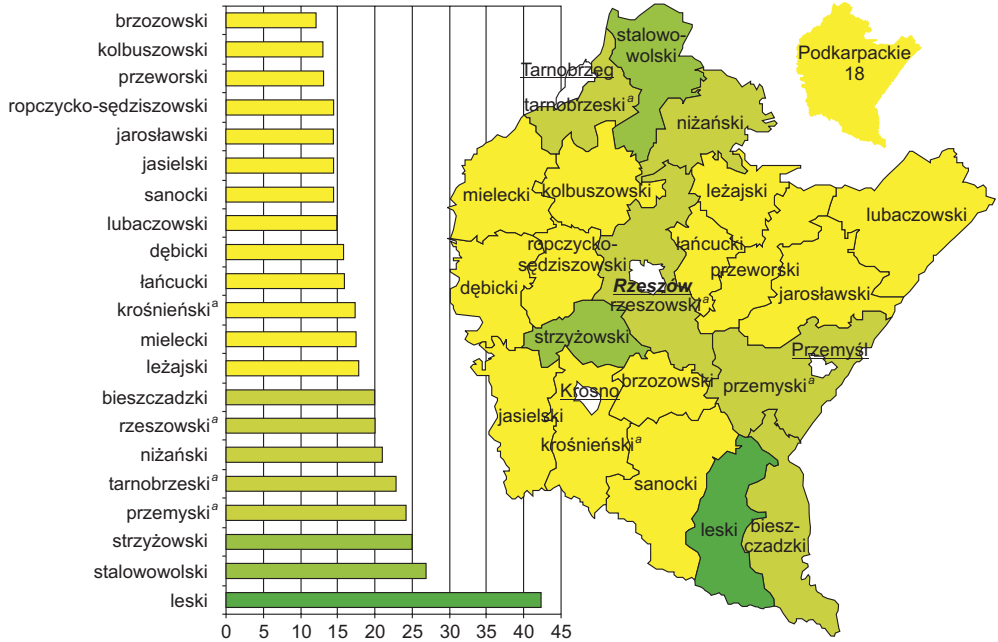 brzozowski
kolbuszowski
przeworski
ropczycko-sędziszowski
jarosławski
jasielski
sanocki
lubaczowski
dębicki
łańcucki
krośnieński a
mielecki
leżajski
bieszczadzki
rzeszowski a
niżański
tarnobrzeski a
przemyski a
strzyżowski
stalowowolski
leski
0 5 10 15 20 25 30 35 40 45
stalowo-
wolski
Tarnobrzeg
tarnobrzeski a
niżański
mielecki
kolbuszowski
leżajski
lubaczowski
ropczycko-
sędziszowski
łańcucki
przeworski
dębicki
Rzeszów
rzeszowski a
jarosławski
strzyżowski
Przemyśl
przemyski a
Krosno
brzozowski
jasielski
krośnieński a
sanocki
leski
biesz-
czadzki
Podkarpackie
18